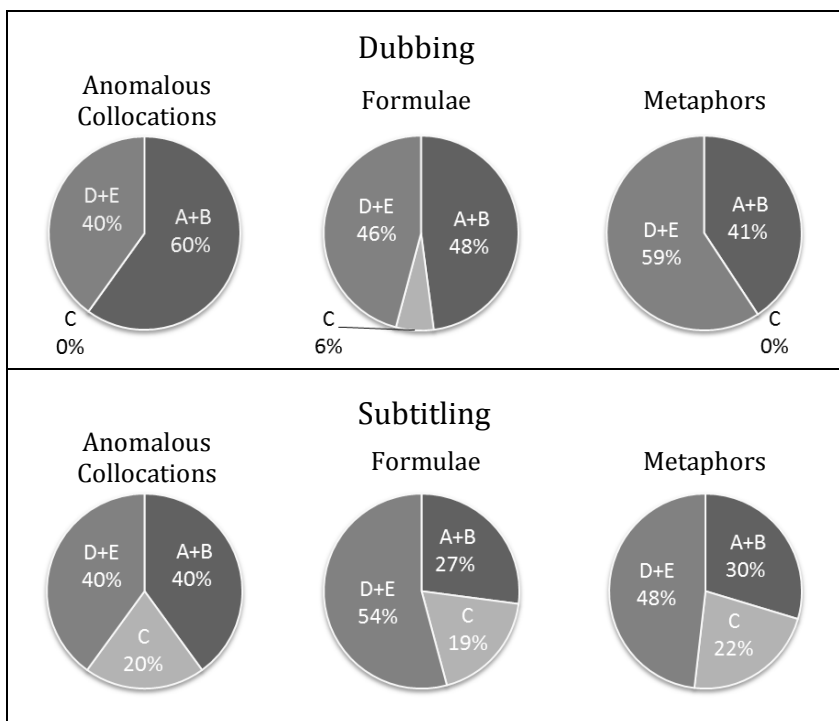 Dubbing
Anomalous
Collocations
D+E
40%
A+B
60%
C
0%
Formulae
D+E
46%
A+B
48%
C
6%
Metaphors
D+E
59%
A+B
41%
C
0%
Subtitling
Anomalous
Collocations
D+E
40%
A+B
40%
C
20%
Formulae
A+B
27%
D+E
54%
C
19%
Metaphors
A+B
30%
D+E
48%
C
22%